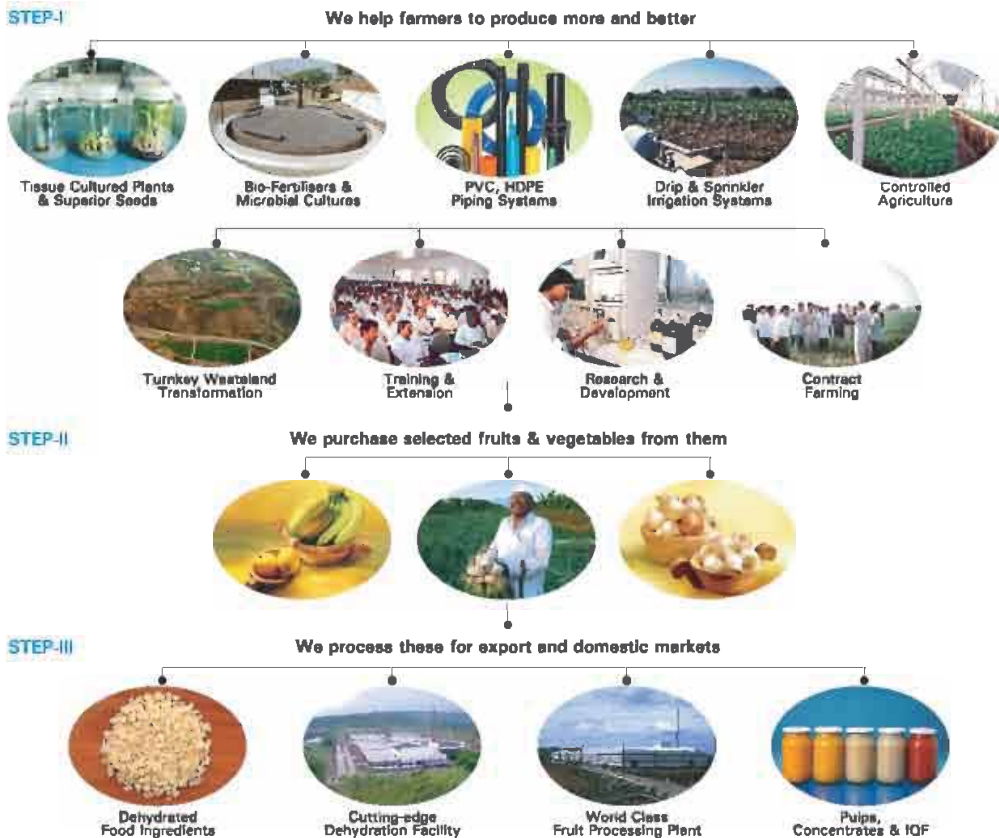 STEP-I
We help farmers to produce more and better
Tissue Cultured Plants
& Superior Seeds
Bio-Fertilisers &
Microbial Cultures
PVC, HDPE
Piping Systems
Drip & Sprinkler
Irrigation Systems
Controlled
Agriculture
Turnkey Wasteland
Transformation
Training &
Extension
Research &
Development
Contract
Farming
STEP-II
We purchase selected fruits & vegetables from them
STEP-III
We process these for export and domestic markets
Dehydrated
Food Ingredients
Cutting-edge
Dehydration Facility
World Class
Fruit Processing Plant
Pulps,
Concentrates & IQF